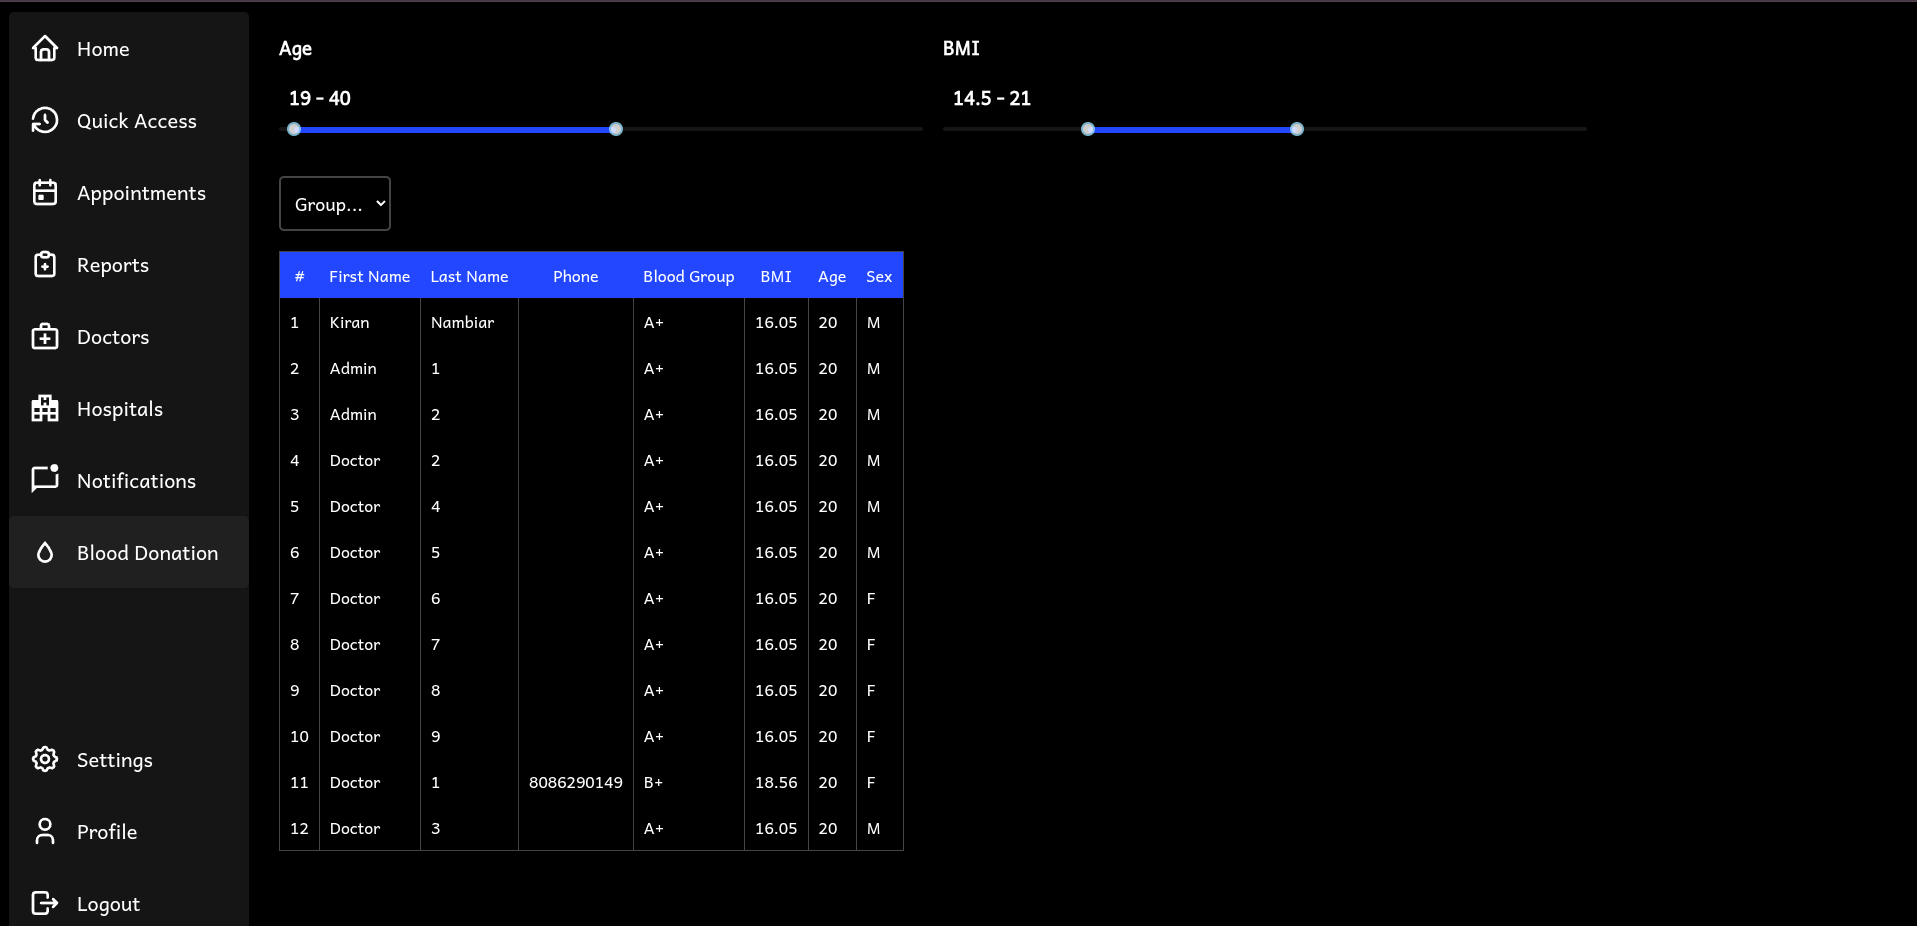 Home
Quick Access
Appointments
Reports
Doctors
Hospitals
Notifications
Blood Donation
Settings
Profile
Logout
Age
19 - 40
BMI
14.5 - 21
Group...
# First Name Last Name Phone Blood Group BMI Age Sex
1 Kiran Nambiar A+ 16.05 20 M
2 Admin 1 A+ 16.05 20 M
3 Admin 2 A+ 16.05 20 M
4 Doctor 2 A+ 16.05 20 M
5 Doctor 4 A+ 16.05 20 M
6 Doctor 5 A+ 16.05 20 M
7 Doctor 6 A+ 16.05 20 F
8 Doctor 7 A+ 16.05 20 F
9 Doctor 8 A+ 16.05 20 F
10 Doctor 9 A+ 16.05 20 F
11 Doctor 1 8086290149 B+ 18.56 20 F
12 Doctor 3 A+ 16.05 20 M